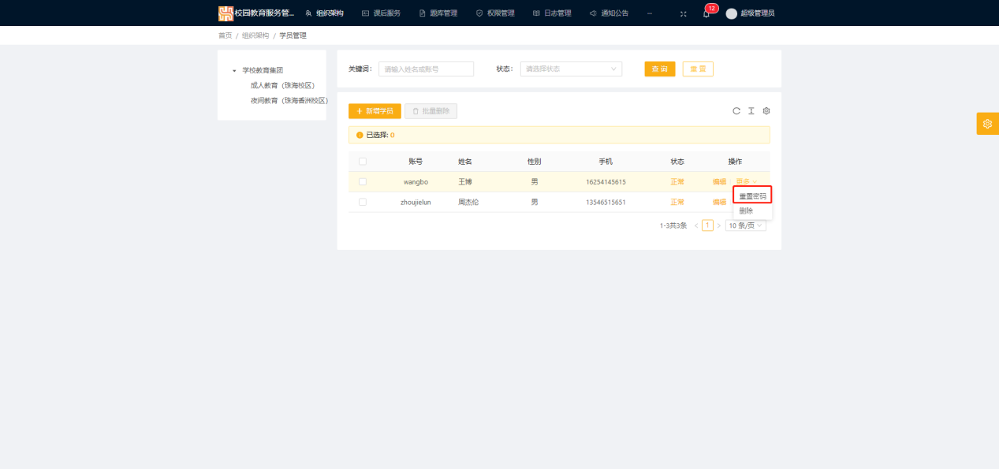 校园教育服务管... 组织架构 课后服务 题库管理 权限管理 日志管理 通知公告 12 超级管理员
首页 / 组织架构 / 学员管理
学校教育集团
成人教育（珠海校区）
夜间教育（珠海香洲校区）
关键词: 请输入姓名或账号 状态: 请选择状态 查 询 重 置
+ 新增学员 批量删除
已选择: 0
账号 姓名 性别 手机 状态 操作
wangbo 王博 男 16254145615 正常 编辑 更多
zhoujielun 周杰伦 男 13546515651 正常 编辑
重置密码
删除
1-3共3条 < 1 > 10 条/页